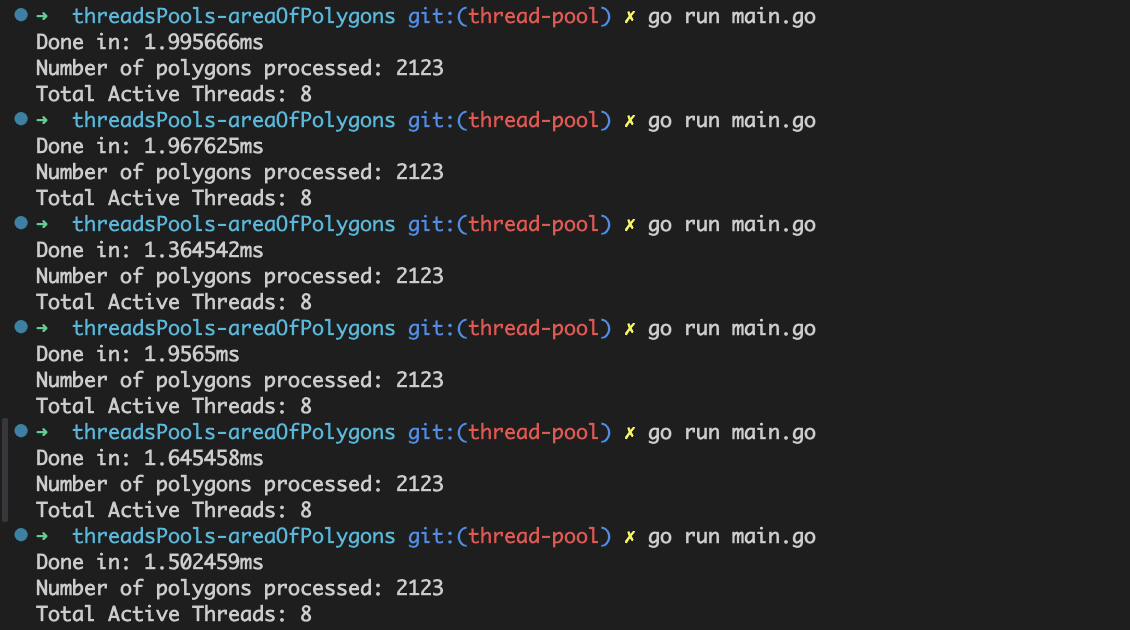 ➜ threadsPools-areaOfPolygons git:(thread-pool) ✗ go run main.go
Done in: 1.995666ms
Number of polygons processed: 2123
Total Active Threads: 8
➜ threadsPools-areaOfPolygons git:(thread-pool) ✗ go run main.go
Done in: 1.967625ms
Number of polygons processed: 2123
Total Active Threads: 8
➜ threadsPools-areaOfPolygons git:(thread-pool) ✗ go run main.go
Done in: 1.364542ms
Number of polygons processed: 2123
Total Active Threads: 8
➜ threadsPools-areaOfPolygons git:(thread-pool) ✗ go run main.go
Done in: 1.9565ms
Number of polygons processed: 2123
Total Active Threads: 8
➜ threadsPools-areaOfPolygons git:(thread-pool) ✗ go run main.go
Done in: 1.645458ms
Number of polygons processed: 2123
Total Active Threads: 8
➜ threadsPools-areaOfPolygons git:(thread-pool) ✗ go run main.go
Done in: 1.502459ms
Number of polygons processed: 2123
Total Active Threads: 8